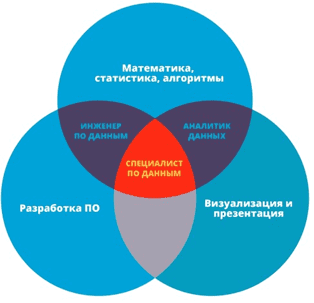 Математика,
статистика, алгоритмы
ИНЖЕНЕР
ПО ДАННЫМ
АНАЛИТИК
ДАННЫХ
СПЕЦИАЛИСТ
ПО ДАННЫМ
Разработка ПО
Визуализация и
презентация